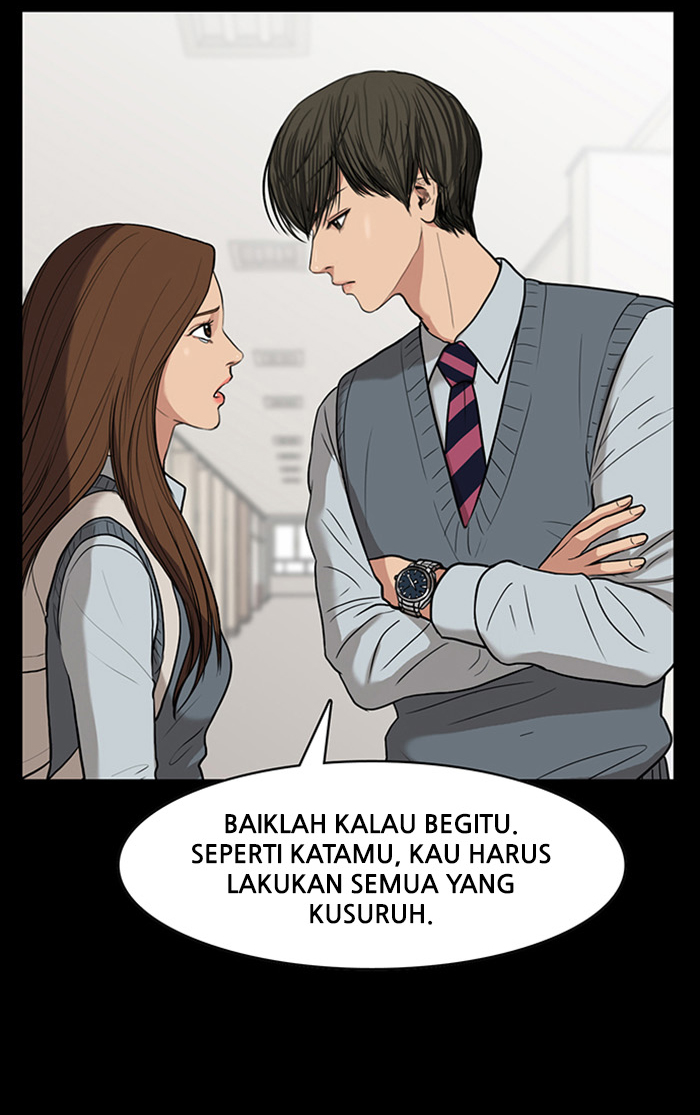 BAIKLAH KALAU BEGITU.
SEPERTI KATAMU, KAU HARUS
LAKUKAN SEMUA YANG
KUSURUH.